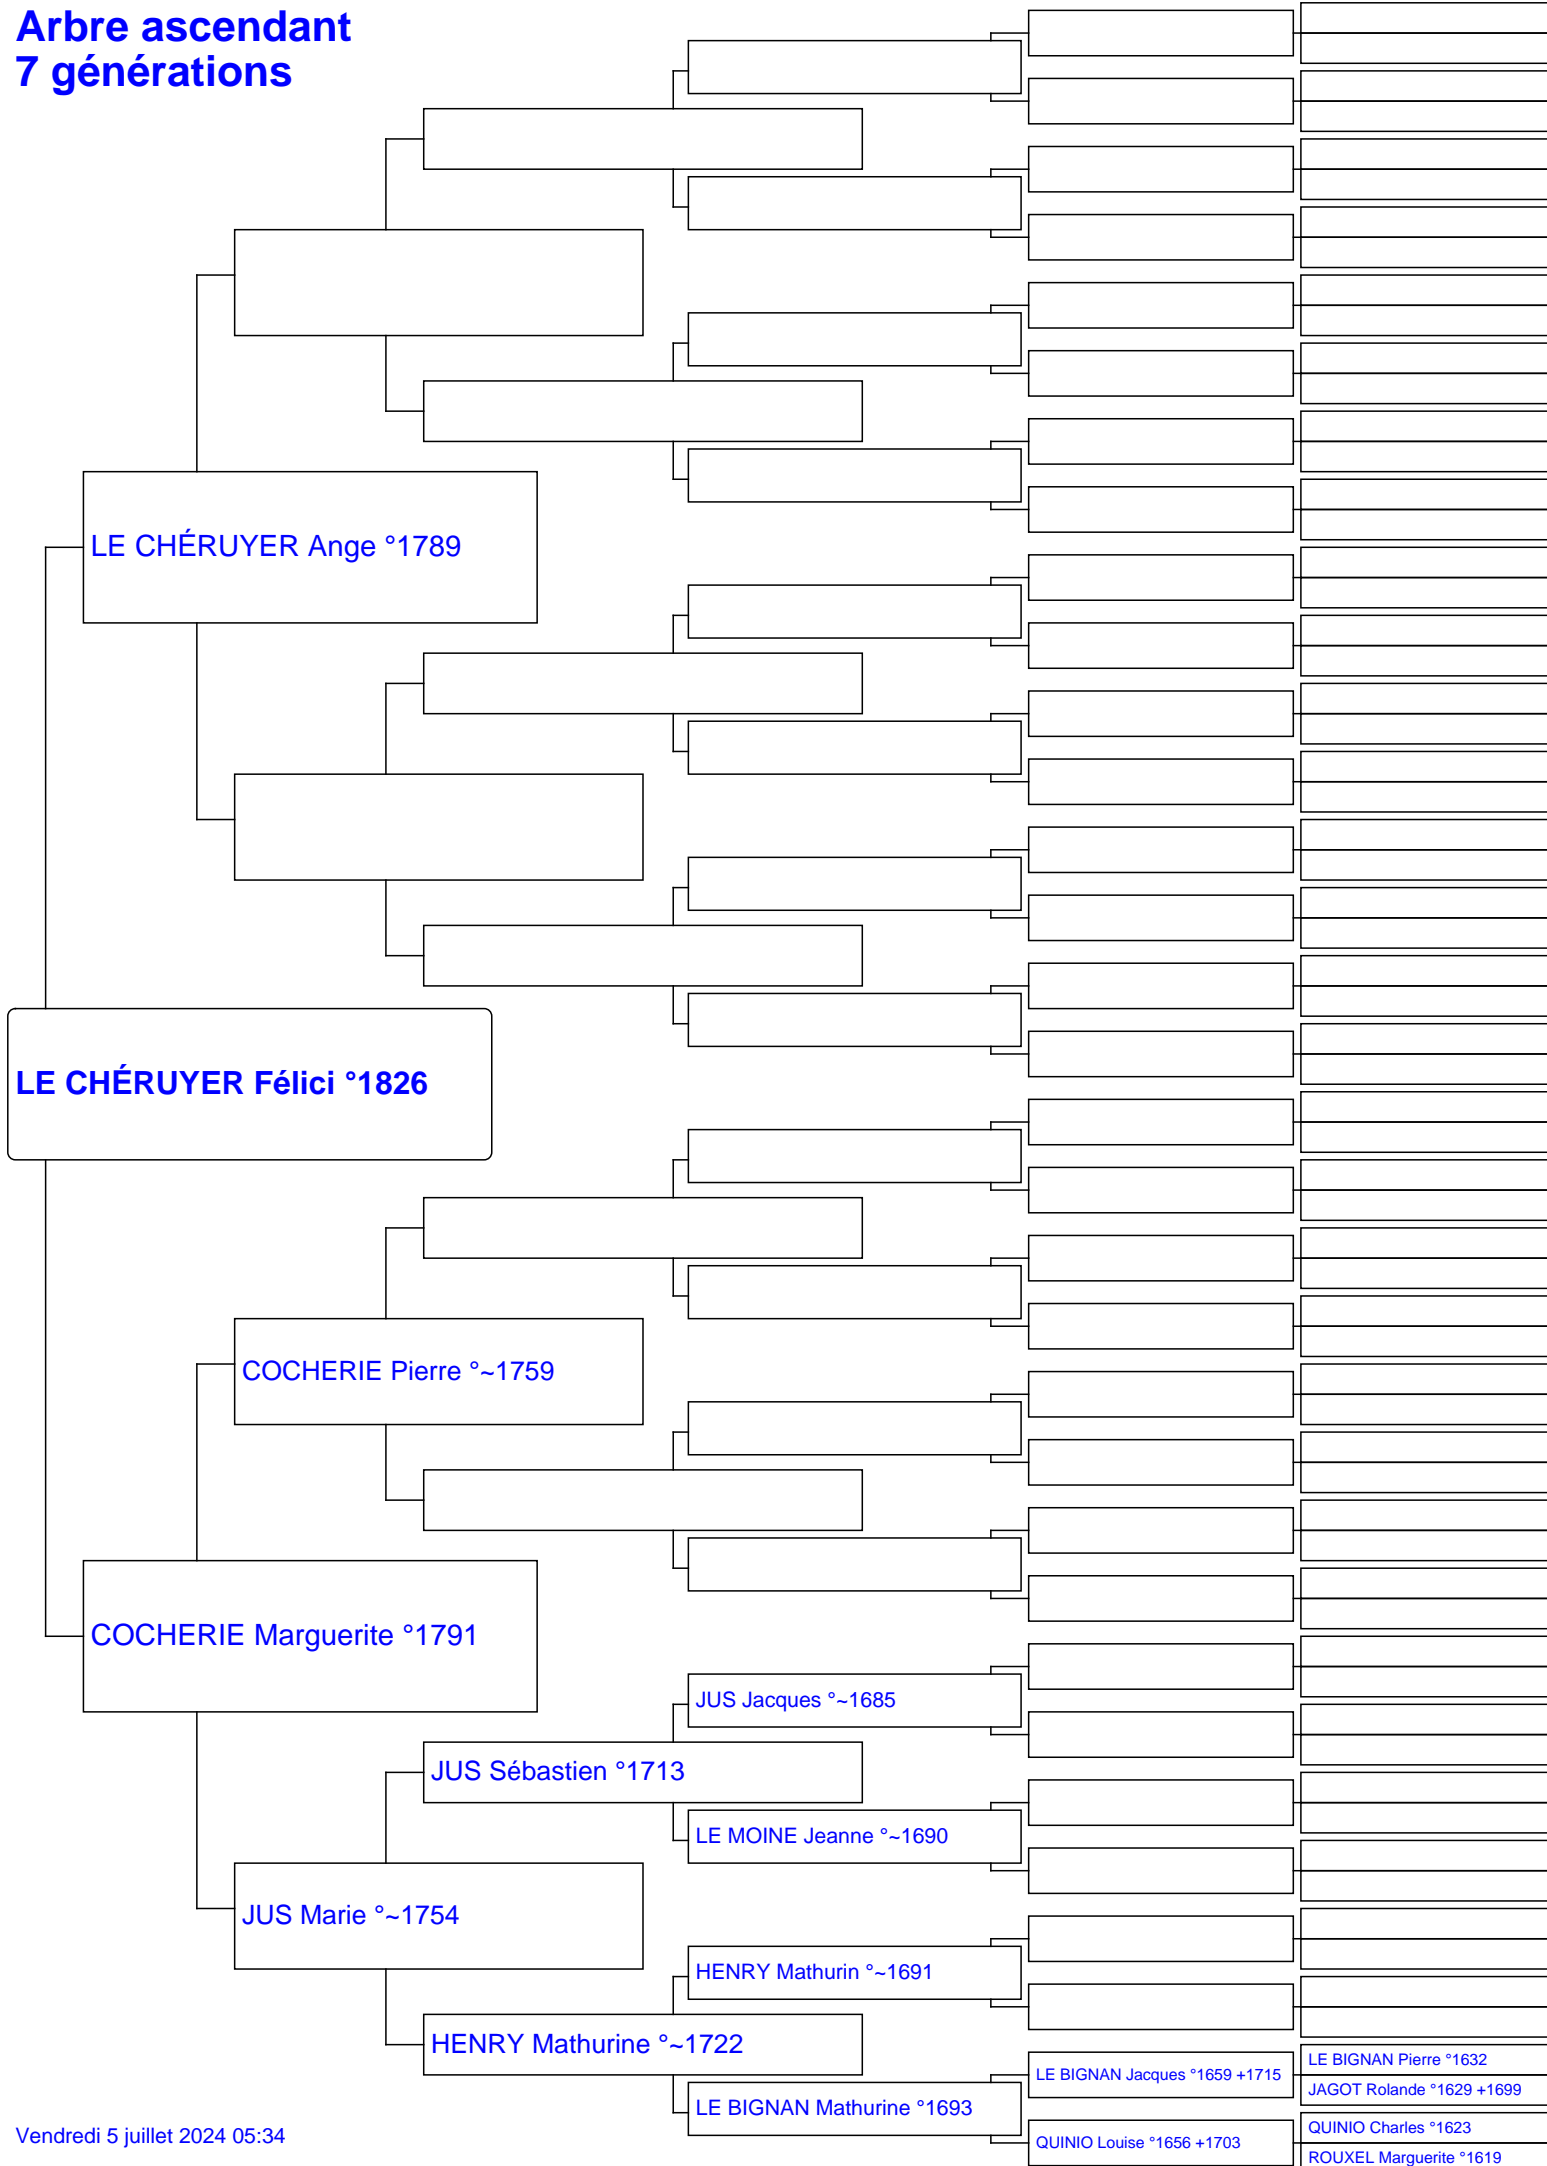 Arbre ascendant
7 générations
LE CHÉRUYER Ange °1789
LE CHÉRUYER Félici °1826
COCHERIE Pierre °~1759
COCHERIE Marguerite °1791
JUS Jacques °~1685
JUS Sébastien °1713
LE MOINE Jeanne °~1690
JUS Marie °~1754
HENRY Mathurin °~1691
HENRY Mathurine °~1722
LE BIGNAN Pierre °1632
LE BIGNAN Jacques °1659 +1715
JAGOT Rolande °1629 +1699
LE BIGNAN Mathurine °1693
QUINIO Charles °1623
QUINIO Louise °1656 +1703
ROUXEL Marguerite °1619
Vendredi 5 juillet 2024 05:34